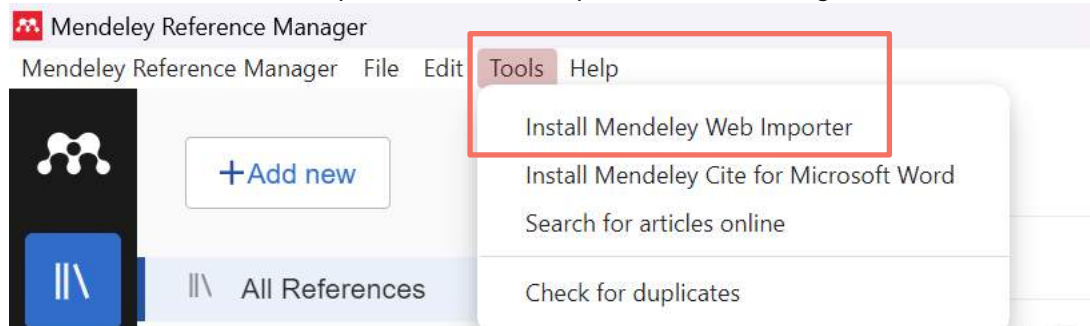 Mendeley Reference Manager
Mendeley Reference Manager File Edit Tools Help
Install Mendeley Web Importer
+Add new
Install Mendeley Cite for Microsoft Word
Search for articles online
All References
Check for duplicates